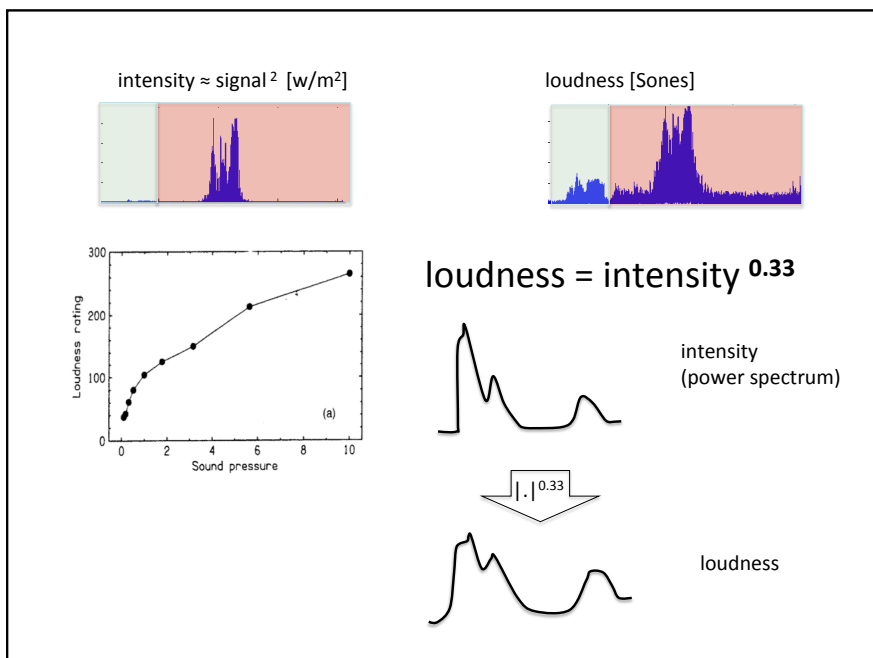 intensity ≈ signal ² [w/m²]
loudness [Sones]
300
200
100
0
Loudness rating
(a)
0 2 4 6 8 10
Sound pressure
loudness = intensity 0.33
intensity
(power spectrum)
|.|0.33
loudness